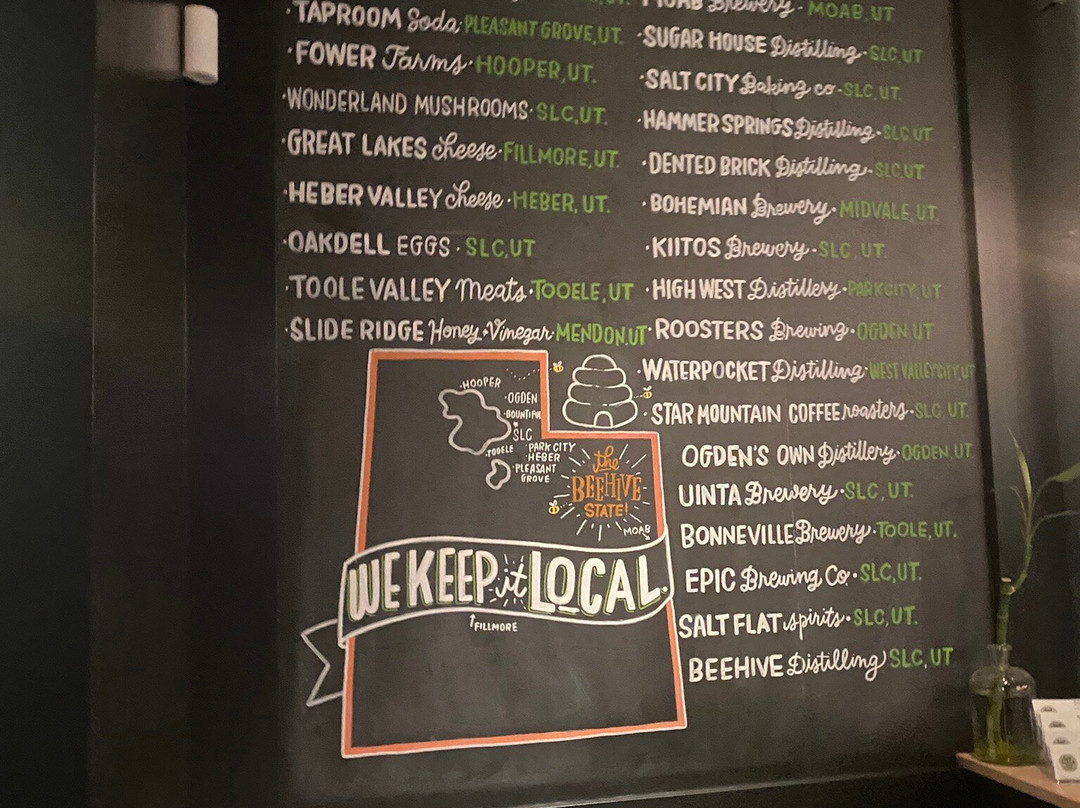 ·TAPROOM Soda·PLEASANT GROVE, UT.
·FOWER Farms·HOOPER, UT.
·WONDERLAND MUSHROOMS·SLC, UT.
·GREAT LAKES cheese·FILLMORE, UT.
·HEBER VALLEY cheese·HEBER, UT.
·OAKDELL EGGS·SLC, UT
·TOOLE VALLEY Meats·TOOELE, UT
·SLIDE RIDGE Honey+Vinegar·MENDON, UT
MOAB Brewery·MOAB, UT
·SUGAR HOUSE Distilling·SLC, UT
·SALT CITY Baking co·SLC, UT.
·HAMMER SPRINGS Distilling·SLC, UT
·DENTED BRICK Distilling·SLC, UT
·BOHEMIAN Brewery·MIDVALE, UT
·KIITOS Brewery·SLC, UT.
·HIGH WEST Distillery·PARK CITY, UT
·ROOSTERS Brewing·OGDEN, UT
·WATERPOCKET Distilling·WEST VALLEY CITY, UT
·STAR MOUNTAIN COFFEE roasters·SLC, UT.
OGDEN'S OWN Distillery·OGDEN, UT
UINTA Brewery·SLC, UT.
BONNEVILLE Brewery·TOOLE, UT.
EPIC Brewing Co·SLC, UT.
SALT FLAT spirits·SLC, UT.
BEEHIVE Distilling SLC, UT
·HOOPER
·OGDEN
·BOUNTIFUL
SLC
·TOOELE
·PARK CITY
·HEBER
·PLEASANT
GROVE
the
BEEHIVE
STATE!
MOAB
WE KEEP it LOCAL.
FILLMORE